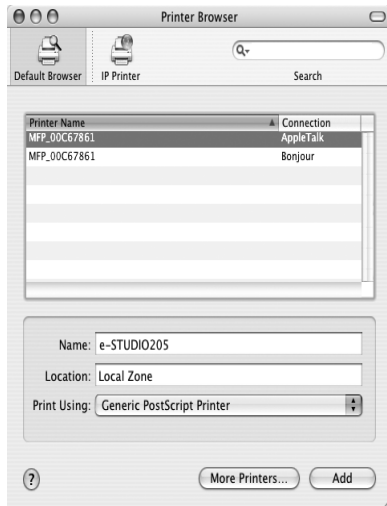 Printer Browser
Default Browser IP Printer Search
Printer Name Connection
MFP_00C67861 AppleTalk
MFP_00C67861 Bonjour
Name: e-STUDIO205
Location: Local Zone
Print Using: Generic PostScript Printer
? More Printers... Add